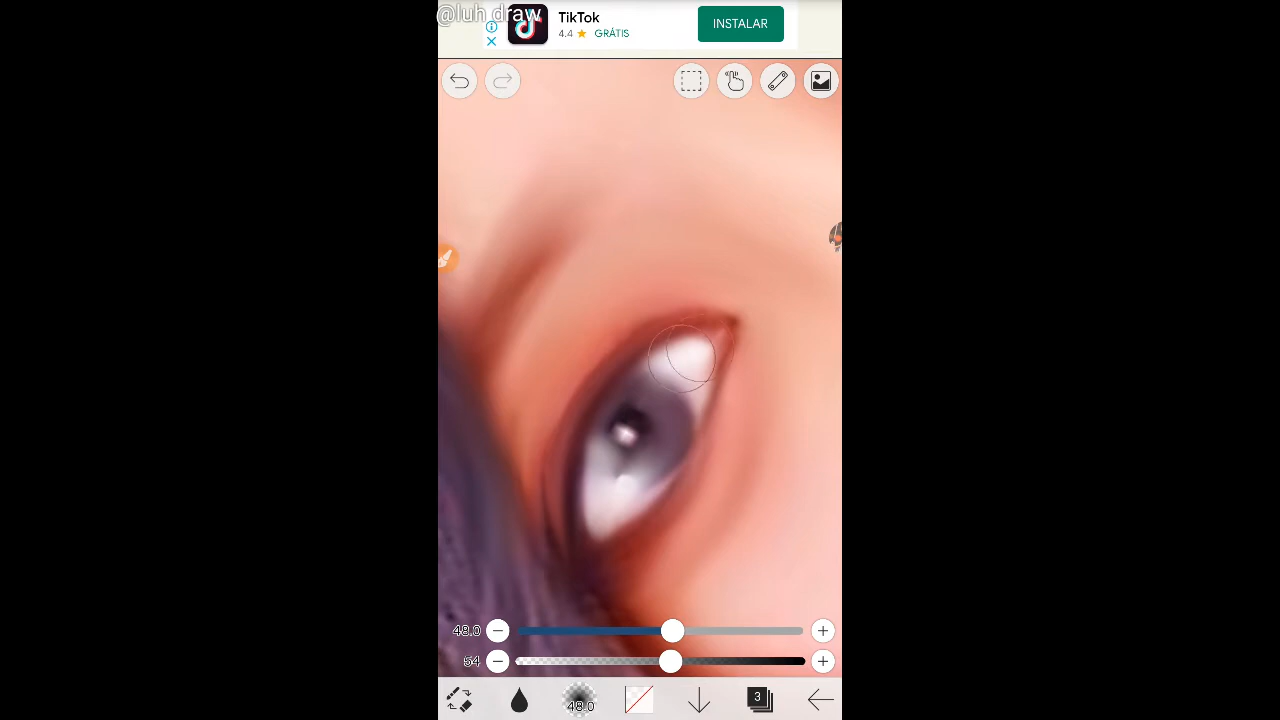 @luh draw
TikTok
4.4 ★ GRÁTIS
INSTALAR
48.0
54
48.0
3